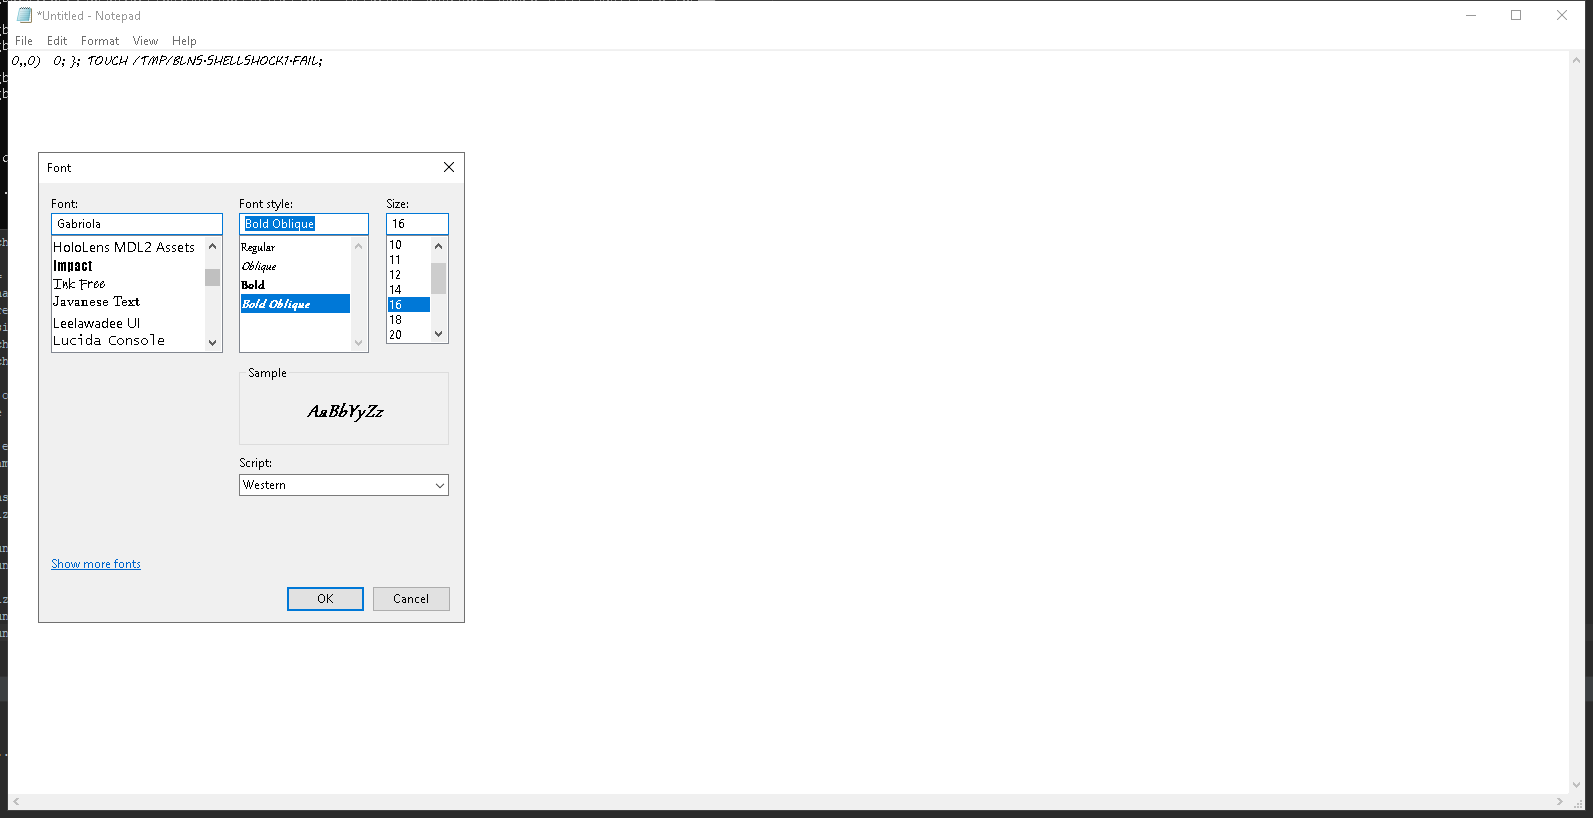 *Untitled - Notepad
File Edit Format View Help
0,,0)  0; }; TOUCH /TMP/BLNS.SHELLSHOCK1.FAIL;
Font
Font: Font style: Size:
Gabriola Bold Oblique 16
HoloLens MDL2 Assets
Impact
Ink Free
Javanese Text
Leelawadee UI
Lucida Console
Regular
Oblique
Bold
Bold Oblique
10
11
12
14
16
18
20
Sample
AaBbYyZz
Script:
Western
Show more fonts
OK Cancel